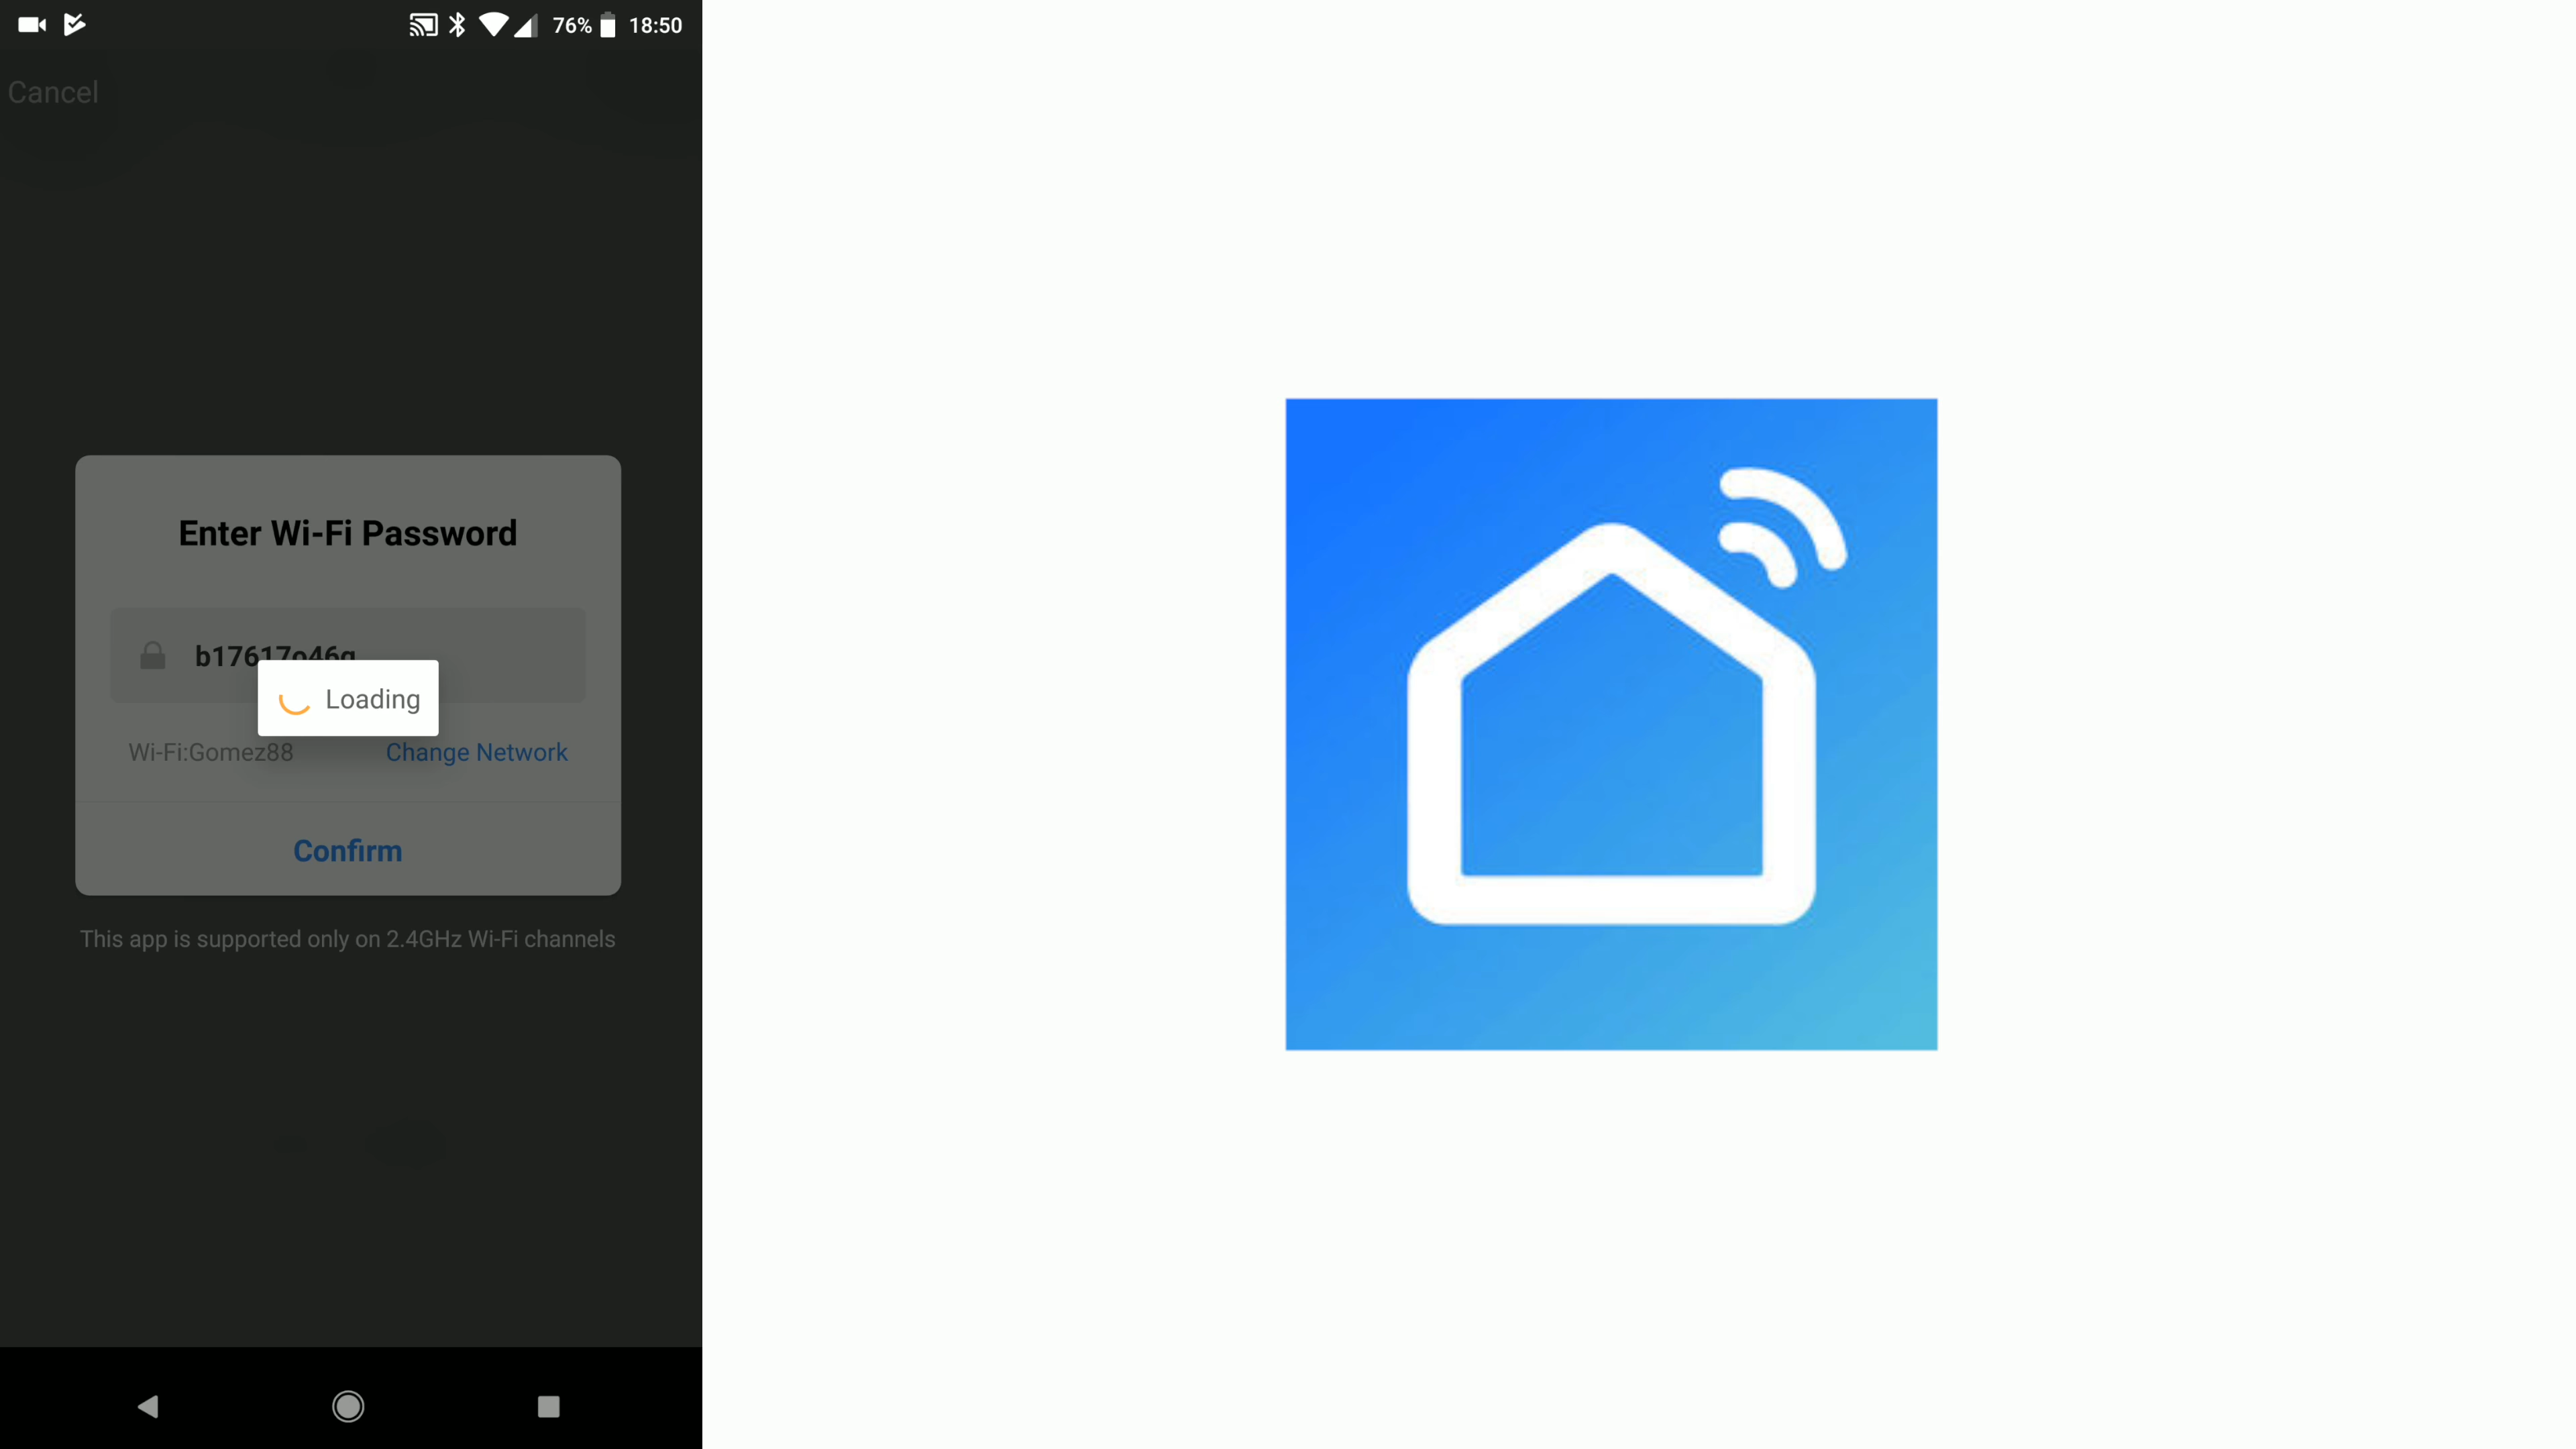 76% 18:50
Cancel
Enter Wi-Fi Password
Loading
Wi-Fi:Gomez88 Change Network
Confirm
This app is supported only on 2.4GHz Wi-Fi channels